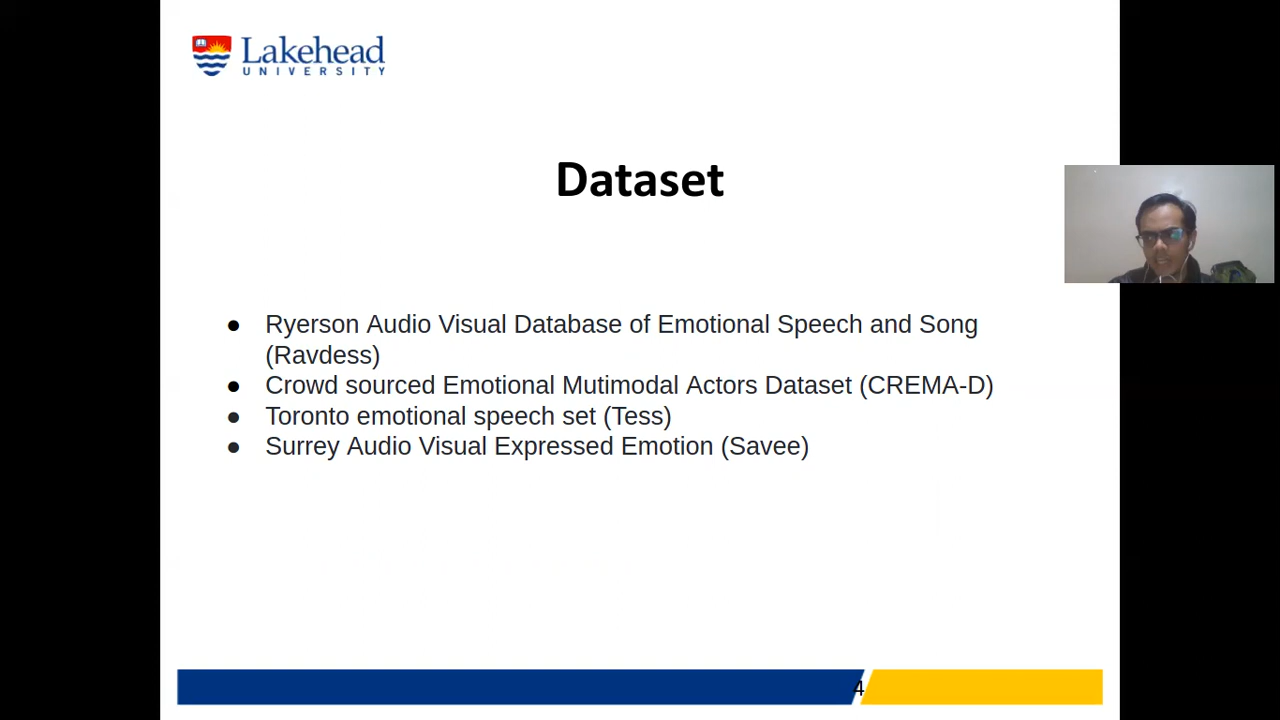 Lakehead
UNIVERSITY
Dataset
● Ryerson Audio Visual Database of Emotional Speech and Song
(Ravdess)
● Crowd sourced Emotional Mutimodal Actors Dataset (CREMA-D)
● Toronto emotional speech set (Tess)
● Surrey Audio Visual Expressed Emotion (Savee)
4